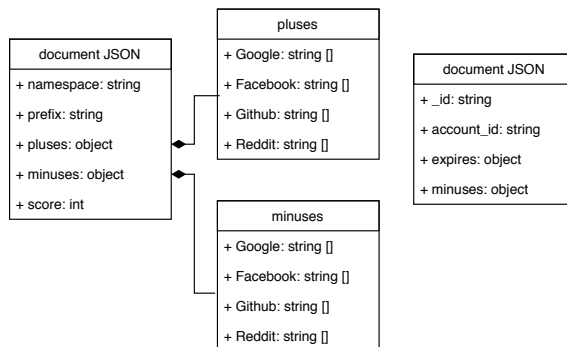 document JSON
+ namespace: string
+ prefix: string
+ pluses: object
+ minuses: object
+ score: int
pluses
+ Google: string []
+ Facebook: string []
+ Github: string []
+ Reddit: string []
minuses
+ Google: string []
+ Facebook: string []
+ Github: string []
+ Reddit: string []
document JSON
+ _id: string
+ account_id: string
+ expires: object
+ minuses: object